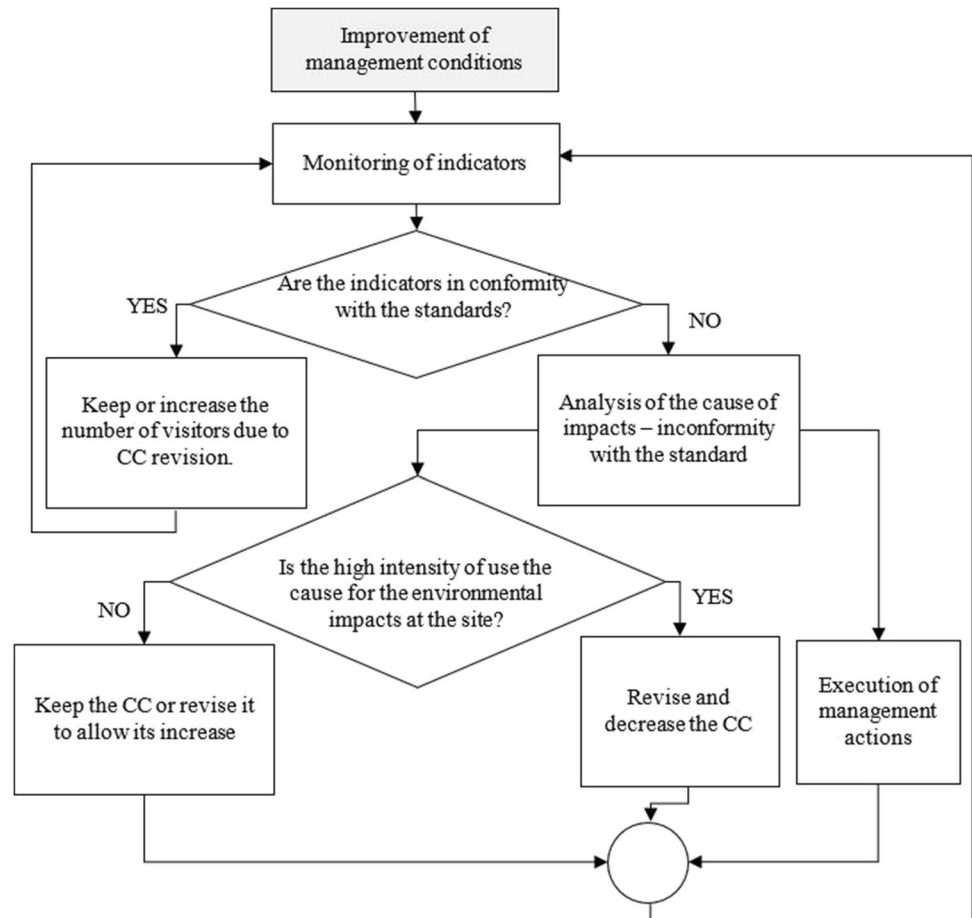 Improvement of
management conditions
Monitoring of indicators
Are the indicators in conformity
with the standards?
YES
NO
Keep or increase the
number of visitors due to
CC revision.
Analysis of the cause of
impacts – inconformity
with the standard
Is the high intensity of use the
cause for the environmental
impacts at the site?
NO
YES
Keep the CC or revise it
to allow its increase
Revise and
decrease the CC
Execution of
management
actions